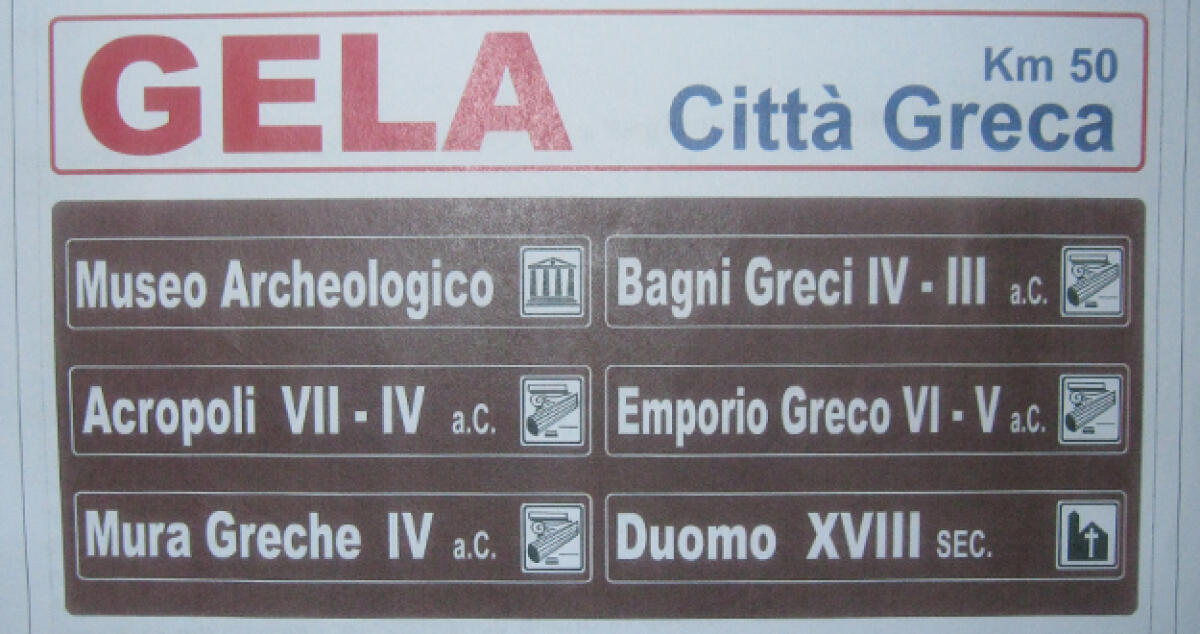 GELA
Km 50
Città Greca
Museo Archeologico
Bagni Greci IV - III a.C.
Acropoli VII - IV a.C.
Emporio Greco VI - V a.C.
Mura Greche IV a.C.
Duomo XVIII SEC.